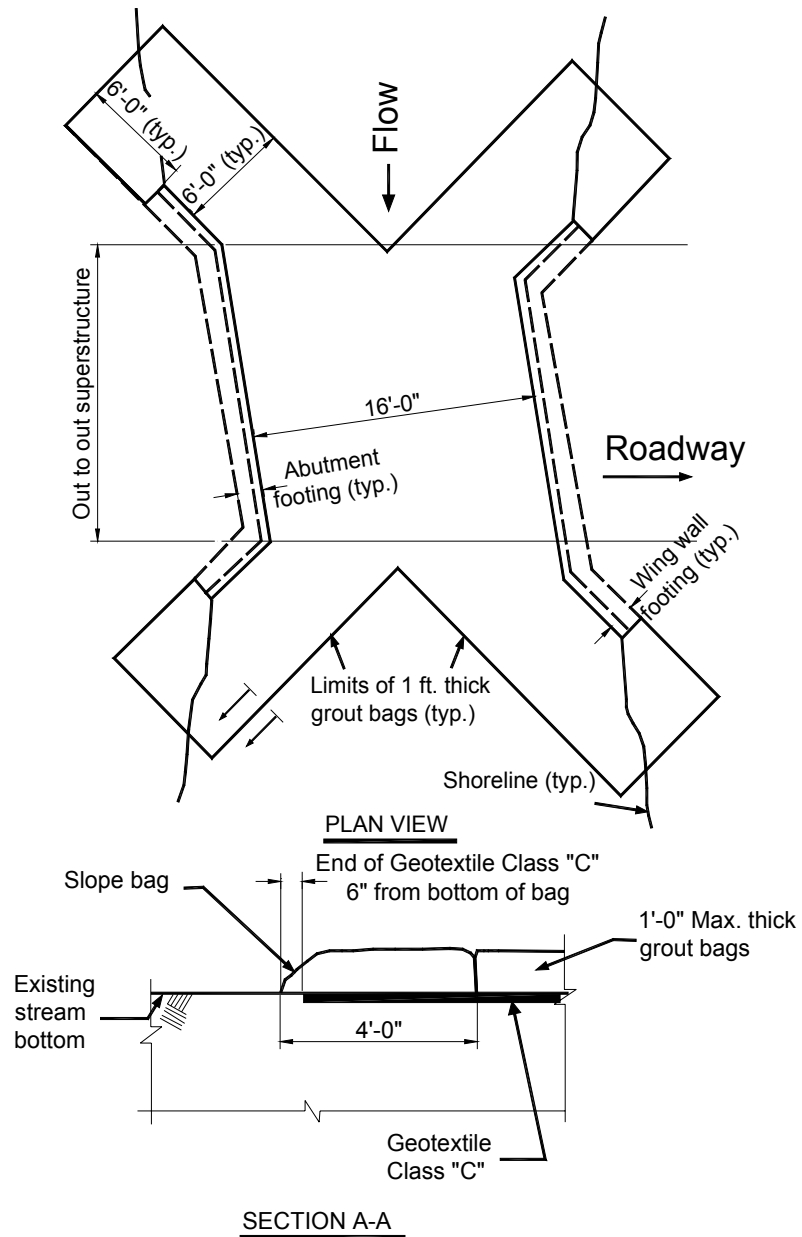 6'-0" (typ.)
6'-0" (typ.)
Flow
Out to out superstructure
16'-0"
Roadway
Abutment
footing (typ.)
Wing wall
footing (typ.)
Limits of 1 ft. thick
grout bags (typ.)
Shoreline (typ.)
PLAN VIEW
Slope bag
End of Geotextile Class "C"
6" from bottom of bag
1'-0" Max. thick
grout bags
Existing
stream
bottom
4'-0"
Geotextile
Class "C"
SECTION A-A